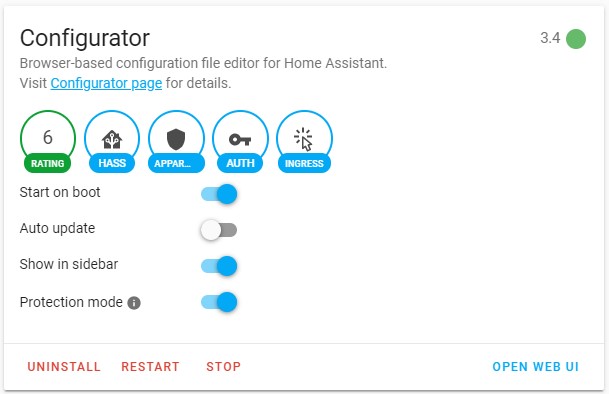 Configurator
3.4
Browser-based configuration file editor for Home Assistant.
Visit Configurator page for details.
6
RATING
HASS
APPAR...
AUTH
INGRESS
Start on boot
Auto update
Show in sidebar
Protection mode
UNINSTALL RESTART STOP OPEN WEB UI